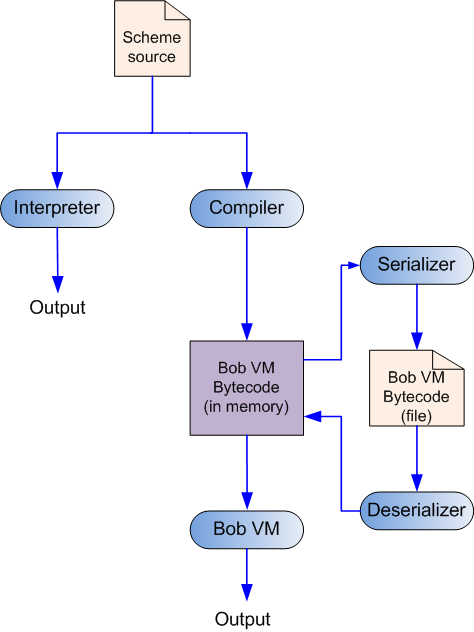 Scheme
source
Interpreter
Compiler
Serializer
Output
Bob VM
Bytecode
(in memory)
Bob VM
Bytecode
(file)
Deserializer
Bob VM
Output